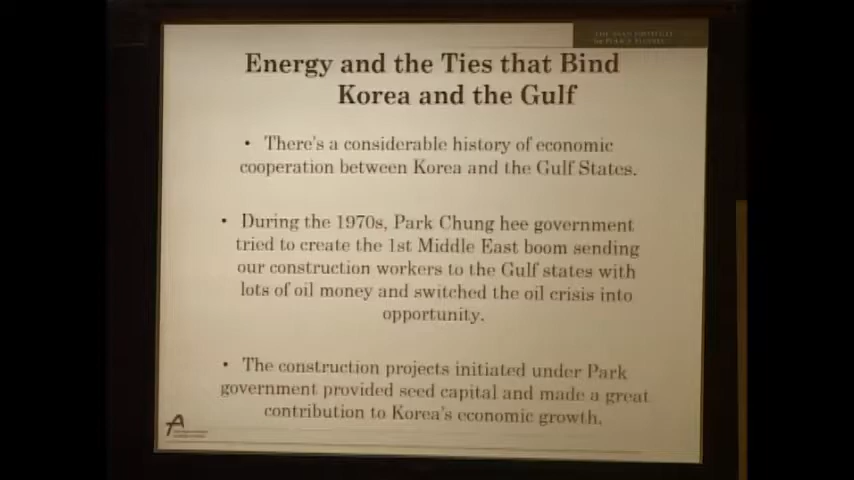 Energy and the Ties that Bind
Korea and the Gulf
• There's a considerable history of economic
cooperation between Korea and the Gulf States.
• During the 1970s, Park Chung hee government
tried to create the 1st Middle East boom sending
our construction workers to the Gulf states with
lots of oil money and switched the oil crisis into
opportunity.
• The construction projects initiated under Park
government provided seed capital and made a great
contribution to Korea's economic growth.